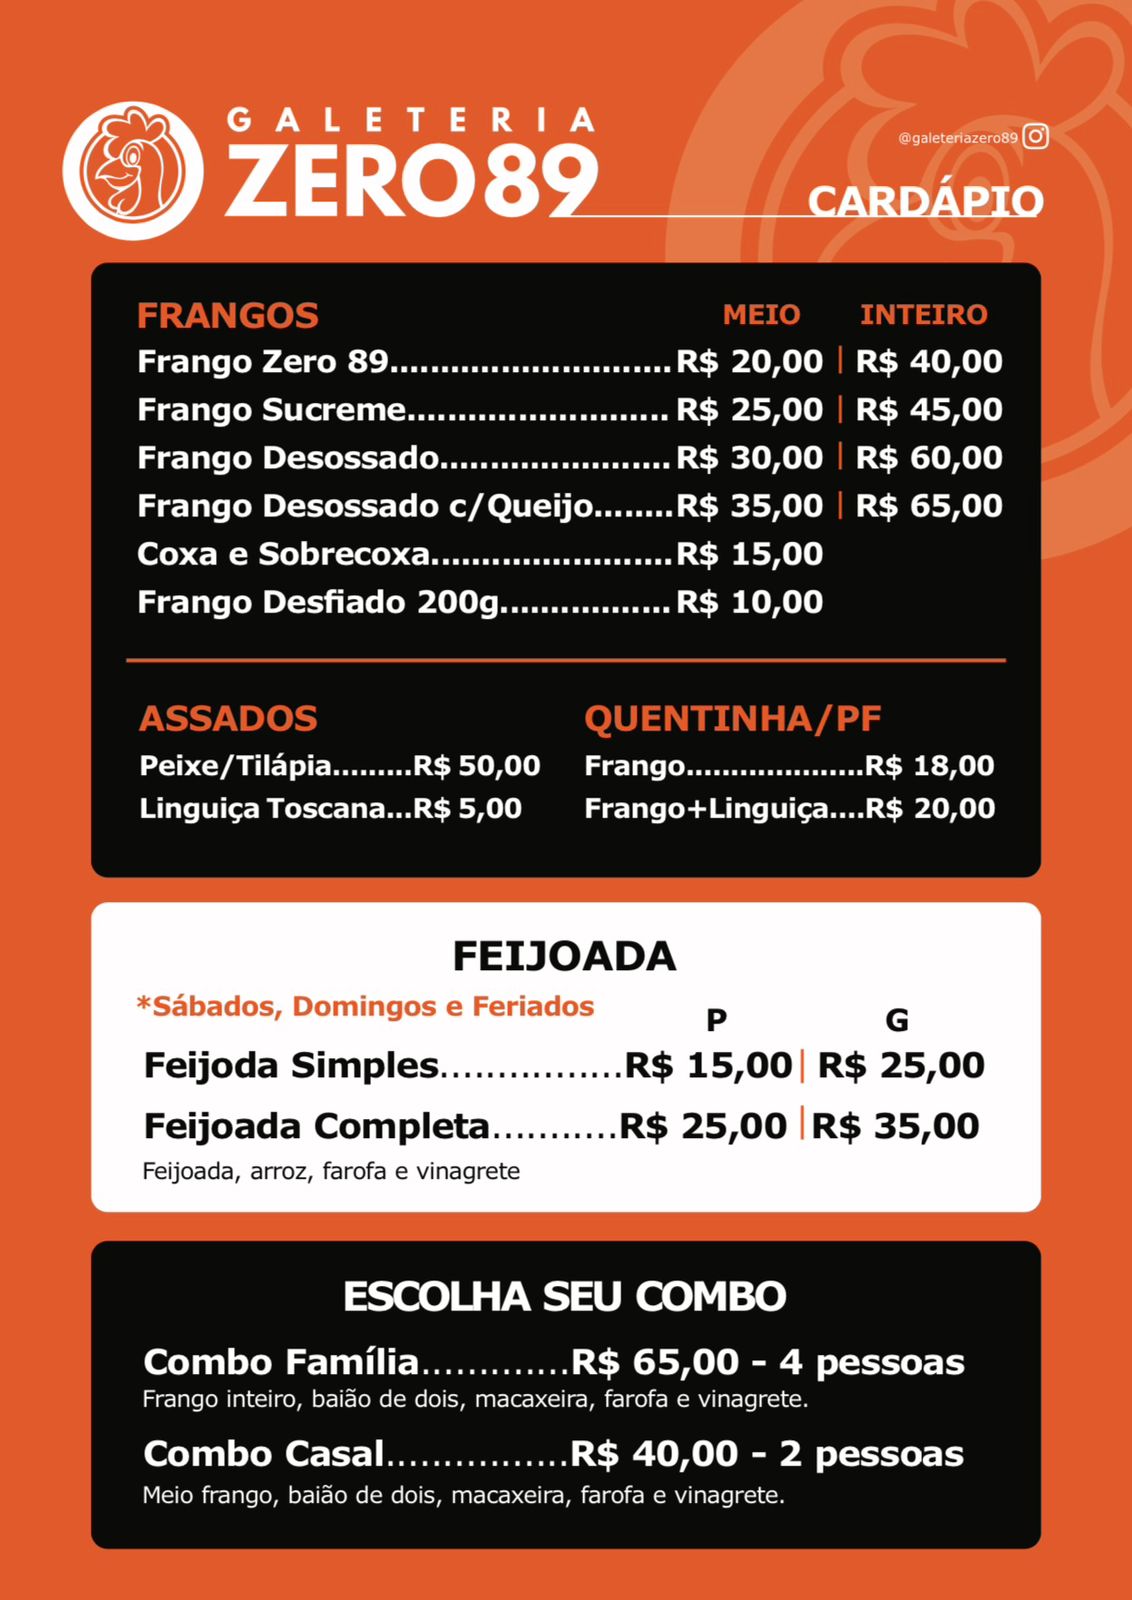 GALETERIA
ZERO89
@galeteriazero89
CARDÁPIO
FRANGOS MEIO INTEIRO
Frango Zero 89...........................R$ 20,00 | R$ 40,00
Frango Sucreme......................... R$ 25,00 | R$ 45,00
Frango Desossado......................R$ 30,00 | R$ 60,00
Frango Desossado c/Queijo........R$ 35,00 | R$ 65,00
Coxa e Sobrecoxa.......................R$ 15,00
Frango Desfiado 200g.................R$ 10,00
ASSADOS
Peixe/Tilápia.........R$ 50,00
Linguiça Toscana...R$ 5,00
QUENTINHA/PF
Frango....................R$ 18,00
Frango+Linguiça....R$ 20,00
FEIJOADA
*Sábados, Domingos e Feriados
P G
Feijoda Simples................R$ 15,00 | R$ 25,00
Feijoada Completa...........R$ 25,00 | R$ 35,00
Feijoada, arroz, farofa e vinagrete
ESCOLHA SEU COMBO
Combo Família.............R$ 65,00 - 4 pessoas
Frango inteiro, baião de dois, macaxeira, farofa e vinagrete.
Combo Casal................R$ 40,00 - 2 pessoas
Meio frango, baião de dois, macaxeira, farofa e vinagrete.